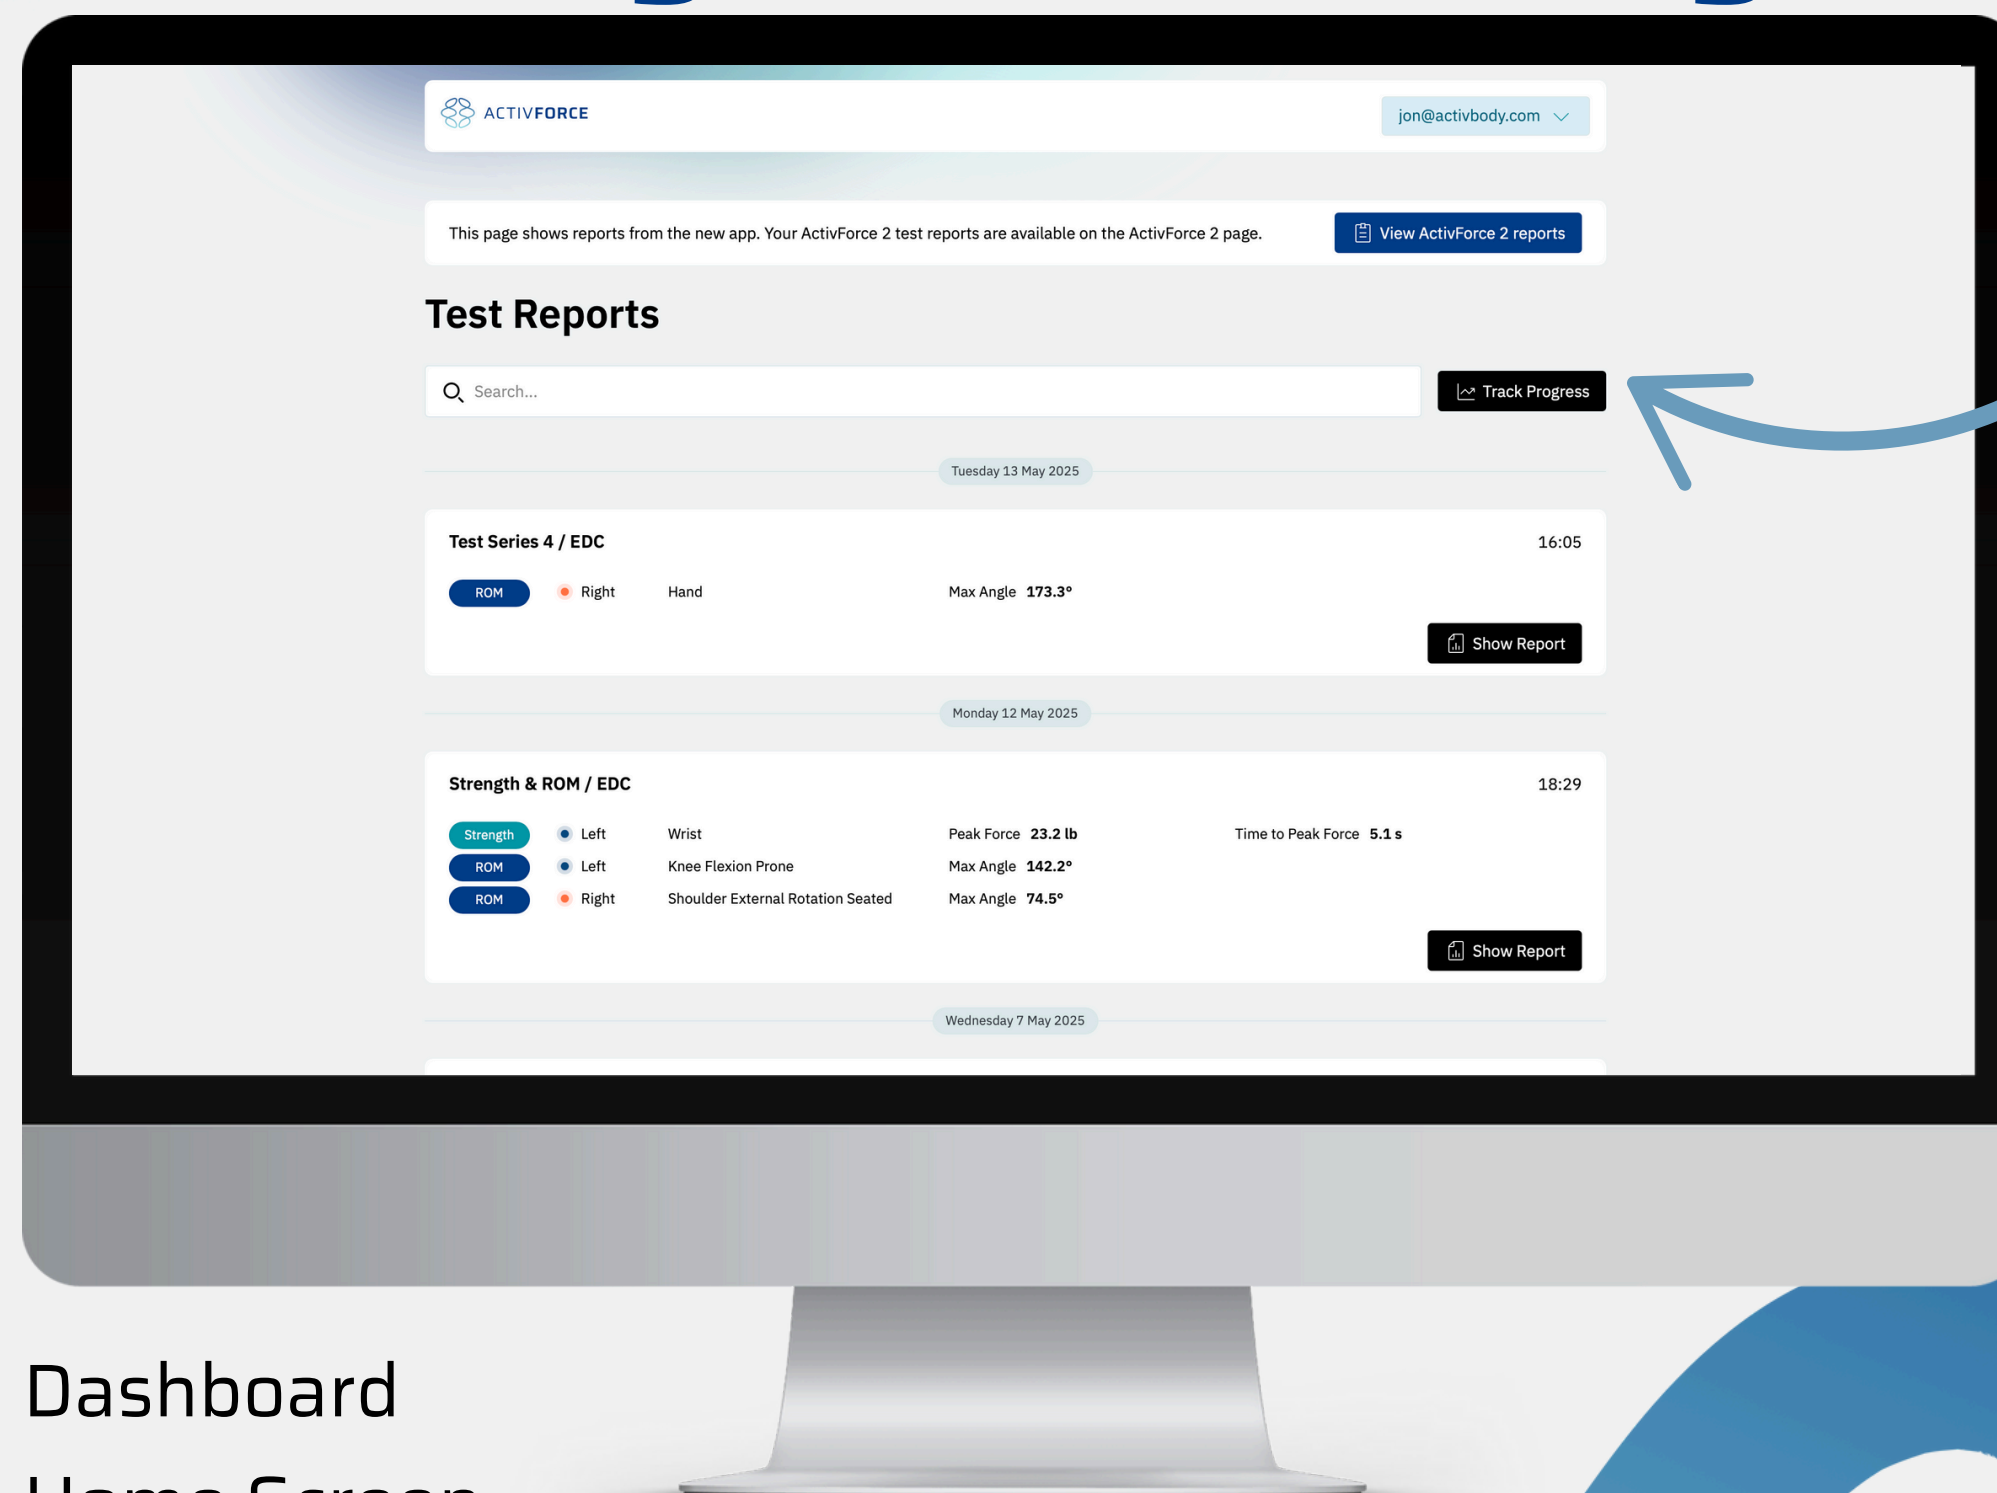 ACTIVFORCE
jon@activbody.com
This page shows reports from the new app. Your ActivForce 2 test reports are available on the ActivForce 2 page.
View ActivForce 2 reports
Test Reports
Search...
Track Progress
Tuesday 13 May 2025
Test Series 4 / EDC 16:05
ROM Right Hand Max Angle 173.3°
Show Report
Monday 12 May 2025
Strength & ROM / EDC 18:29
Strength Left Wrist Peak Force 23.2 lb Time to Peak Force 5.1 s
ROM Left Knee Flexion Prone Max Angle 142.2°
ROM Right Shoulder External Rotation Seated Max Angle 74.5°
Show Report
Wednesday 7 May 2025
Dashboard
Home Screen